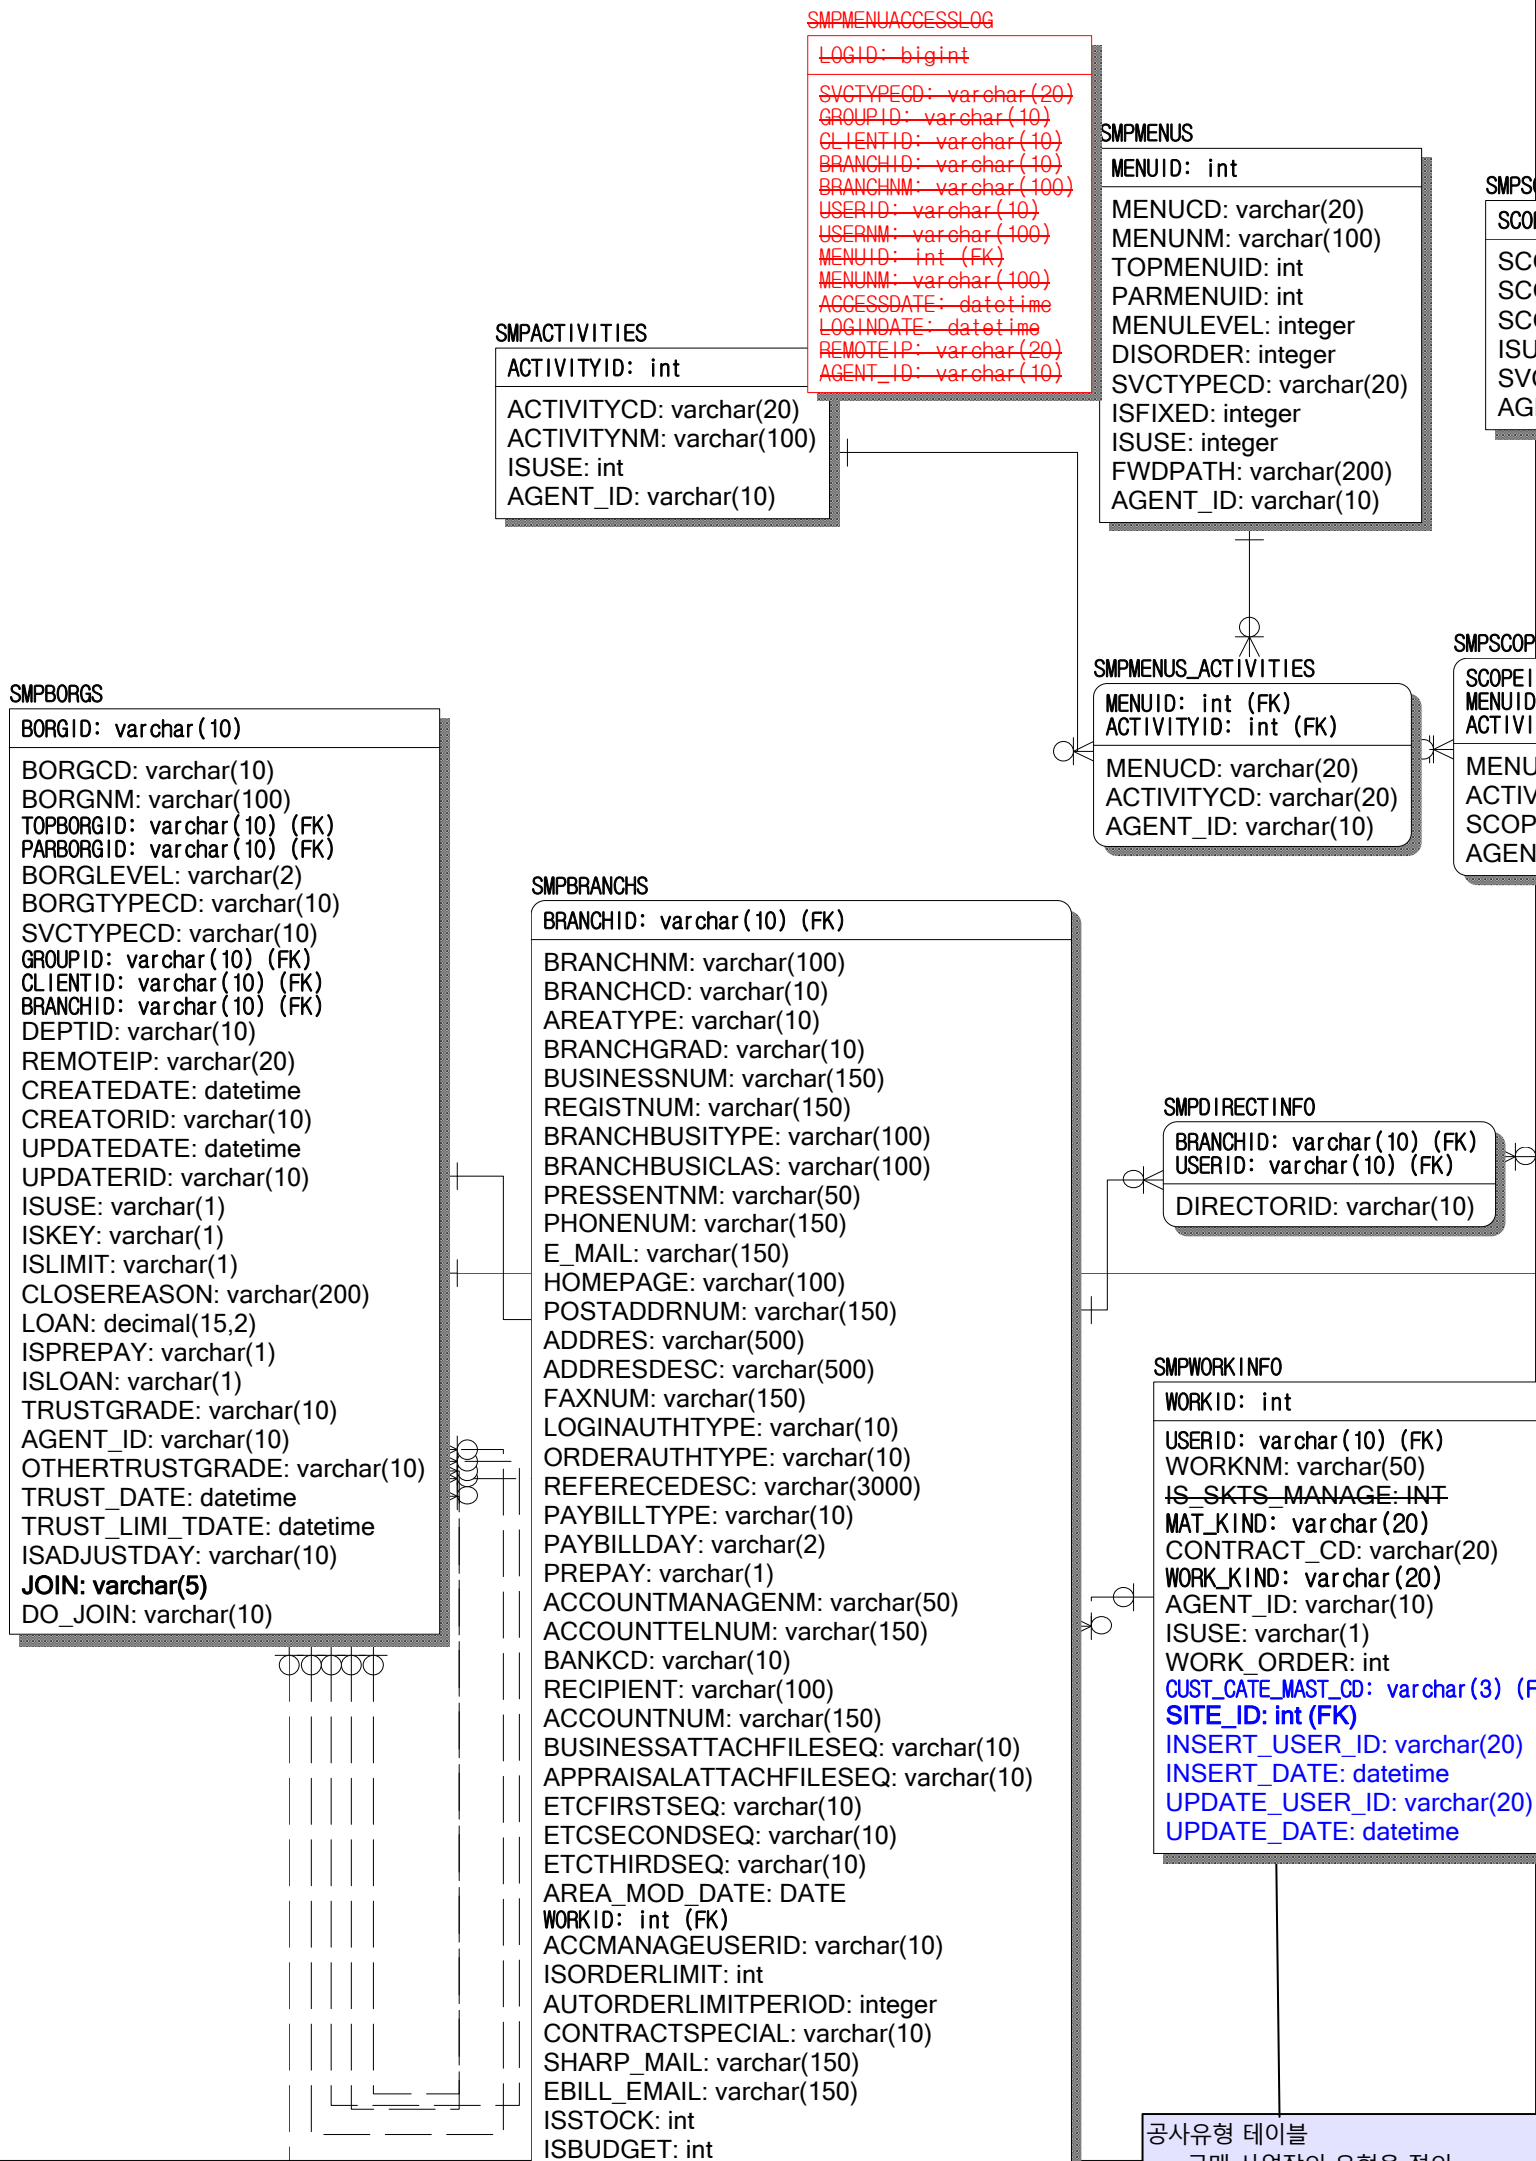 SMPMENUACCESSLOG
LOGID: bigint
SVCTYPECD: varchar(20)
GROUPID: varchar(10)
CLIENTID: varchar(10)
BRANCHID: varchar(10)
BRANCHNM: varchar(100)
USERID: varchar(10)
USERNM: varchar(100)
MENUID: int (FK)
MENUNM: varchar(100)
ACCESSDATE: datetime
LOGINDATE: datetime
REMOTEIP: varchar(20)
AGENT_ID: varchar(10)
SMPMENUS
MENUID: int
MENUCD: varchar(20)
MENUNM: varchar(100)
TOPMENUID: int
PARMENUID: int
MENULEVEL: integer
DISORDER: integer
SVCTYPECD: varchar(20)
ISFIXED: integer
ISUSE: integer
FWDPATH: varchar(200)
AGENT_ID: varchar(10)
SMPACTIVITIES
ACTIVITYID: int
ACTIVITYCD: varchar(20)
ACTIVITYNM: varchar(100)
ISUSE: int
AGENT_ID: varchar(10)
SMPMENUS_ACTIVITIES
MENUID: int (FK)
ACTIVITYID: int (FK)
MENUCD: varchar(20)
ACTIVITYCD: varchar(20)
AGENT_ID: varchar(10)
SMPSCOP
SCOPEI
MENUID
ACTIVI
MENU
ACTIV
SCOP
AGEN
SMPBORGS
BORGID: varchar(10)
BORGCD: varchar(10)
BORGNM: varchar(100)
TOPBORGID: varchar(10) (FK)
PARBORGID: varchar(10) (FK)
BORGLEVEL: varchar(2)
BORGTYPECD: varchar(10)
SVCTYPECD: varchar(10)
GROUPID: varchar(10) (FK)
CLIENTID: varchar(10) (FK)
BRANCHID: varchar(10) (FK)
DEPTID: varchar(10)
REMOTEIP: varchar(20)
CREATEDATE: datetime
CREATORID: varchar(10)
UPDATEDATE: datetime
UPDATERID: varchar(10)
ISUSE: varchar(1)
ISKEY: varchar(1)
ISLIMIT: varchar(1)
CLOSEREASON: varchar(200)
LOAN: decimal(15,2)
ISPREPAY: varchar(1)
ISLOAN: varchar(1)
TRUSTGRADE: varchar(10)
AGENT_ID: varchar(10)
OTHERTRUSTGRADE: varchar(10)
TRUST_DATE: datetime
TRUST_LIMI_TDATE: datetime
ISADJUSTDAY: varchar(10)
JOIN: varchar(5)
DO_JOIN: varchar(10)
SMPBRANCHS
BRANCHID: varchar(10) (FK)
BRANCHNM: varchar(100)
BRANCHCD: varchar(10)
AREATYPE: varchar(10)
BRANCHGRAD: varchar(10)
BUSINESSNUM: varchar(150)
REGISTNUM: varchar(150)
BRANCHBUSITYPE: varchar(100)
BRANCHBUSICLAS: varchar(100)
PRESSENTNM: varchar(50)
PHONENUM: varchar(150)
E_MAIL: varchar(150)
HOMEPAGE: varchar(100)
POSTADDRNUM: varchar(150)
ADDRES: varchar(500)
ADDRESDESC: varchar(500)
FAXNUM: varchar(150)
LOGINAUTHTYPE: varchar(10)
ORDERAUTHTYPE: varchar(10)
REFERECEDESC: varchar(3000)
PAYBILLTYPE: varchar(10)
PAYBILLDAY: varchar(2)
PREPAY: varchar(1)
ACCOUNTMANAGENM: varchar(50)
ACCOUNTTELNUM: varchar(150)
BANKCD: varchar(10)
RECIPIENT: varchar(100)
ACCOUNTNUM: varchar(150)
BUSINESSATTACHFILESEQ: varchar(10)
APPRAISALATTACHFILESEQ: varchar(10)
ETCFIRSTSEQ: varchar(10)
ETCSECONDSEQ: varchar(10)
ETCTHIRDSEQ: varchar(10)
AREA_MOD_DATE: DATE
WORKID: int (FK)
ACCMANAGEUSERID: varchar(10)
ISORDERLIMIT: int
AUTORDERLIMITPERIOD: integer
CONTRACTSPECIAL: varchar(10)
SHARP_MAIL: varchar(150)
EBILL_EMAIL: varchar(150)
ISSTOCK: int
ISBUDGET: int
SMPDIRECTINFO
BRANCHID: varchar(10) (FK)
USERID: varchar(10) (FK)
DIRECTORID: varchar(10)
SMPWORKINFO
WORKID: int
USERID: varchar(10) (FK)
WORKNM: varchar(50)
IS_SKTS_MANAGE: INT
MAT_KIND: varchar(20)
CONTRACT_CD: varchar(20)
WORK_KIND: varchar(20)
AGENT_ID: varchar(10)
ISUSE: varchar(1)
WORK_ORDER: int
CUST_CATE_MAST_CD: varchar(3) (F
SITE_ID: int (FK)
INSERT_USER_ID: varchar(20)
INSERT_DATE: datetime
UPDATE_USER_ID: varchar(20)
UPDATE_DATE: datetime
공사유형 테이블